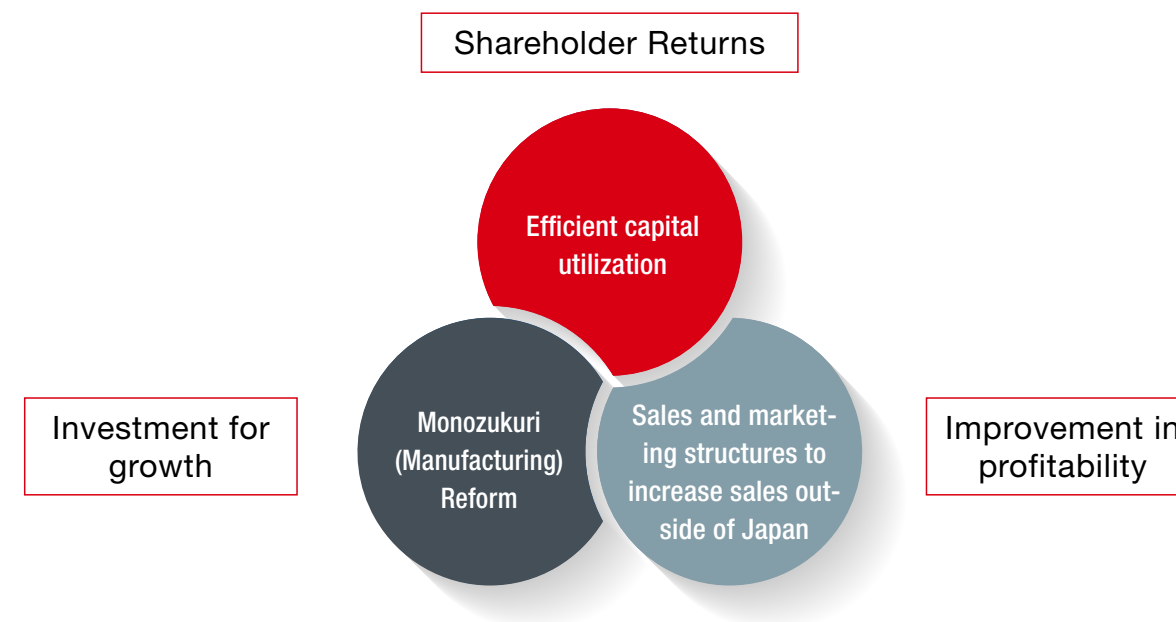 Shareholder Returns
Efficient capital
utilization
Investment for
growth
Monozukuri
(Manufacturing)
Reform
Sales and market-
ing structures to
increase sales out-
side of Japan
Improvement in
profitability